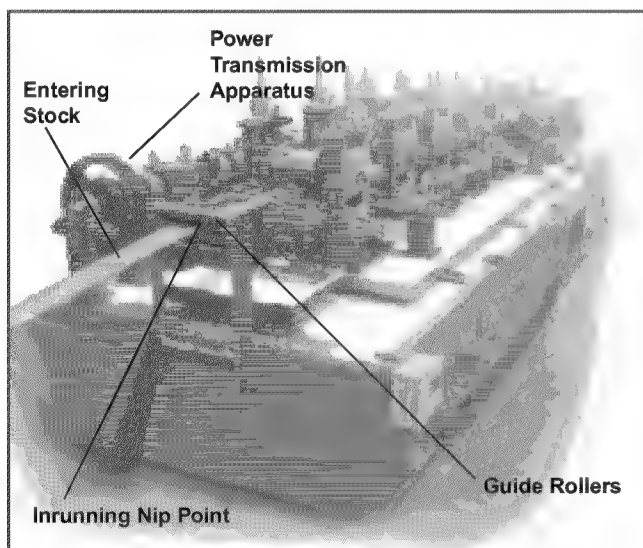 Power
Transmission
Apparatus
Entering
Stock
Guide Rollers
Inrunning Nip Point